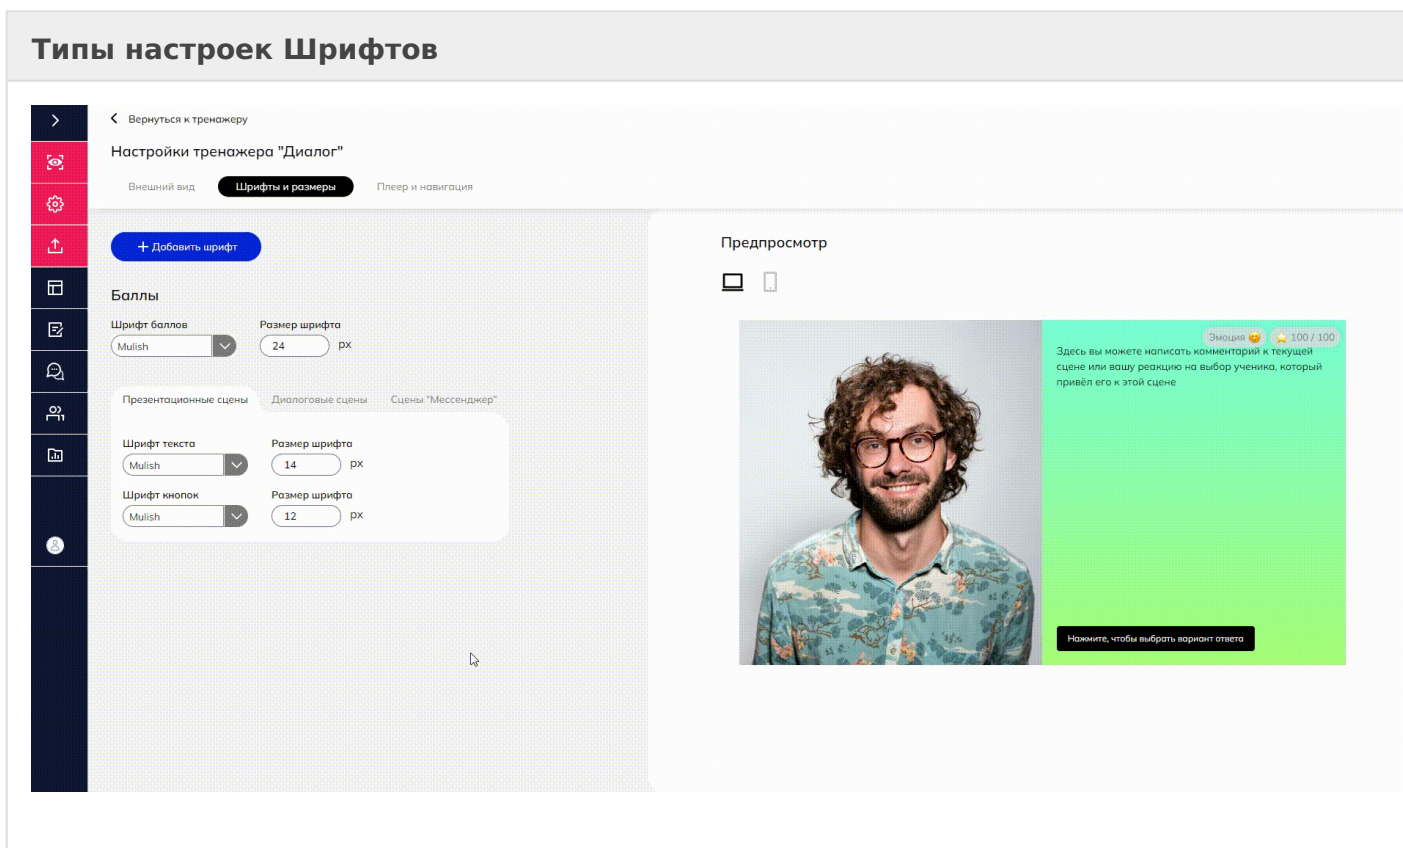 Типы настроек Шрифтов
Вернуться к тренажеру
Настройки тренажера "Диалог"
Внешний вид
Шрифты и размеры
Плеер и навигация
+ Добавить шрифт
Баллы
Шрифт баллов
Размер шрифта
Mulish
24
px
Презентационные сцены
Диалоговые сцены
Сцены "Мессенджер"
Шрифт текста
Размер шрифта
Mulish
14
px
Шрифт кнопок
Размер шрифта
Mulish
12
px
Предпросмотр
Эмоция 😊
⭐ 100 / 100
Здесь вы можете написать комментарий к текущей
сцене или вашу реакцию на выбор ученика, который
привёл его к этой сцене
Нажмите, чтобы выбрать вариант ответа